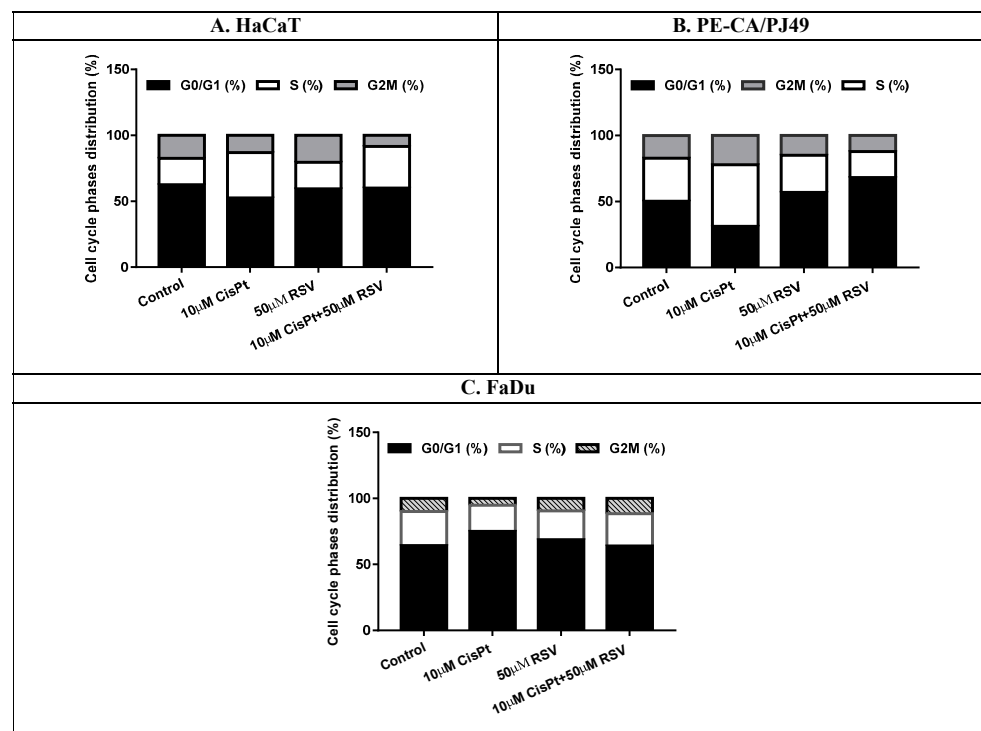 A. HaCaT
Cell cycle phases distribution (%)
150
100
50
0
G0/G1 (%) S (%) G2M (%)
Control
10μM CisPt
50μM RSV
10μM CisPt+50μM RSV
B. PE-CA/PJ49
Cell cycle phases distribution (%)
150
100
50
0
G0/G1 (%) G2M (%) S (%)
Control
10μM CisPt
50μM RSV
10μM CisPt+50μM RSV
C. FaDu
Cell cycle phases distribution (%)
150
100
50
0
G0/G1 (%) S (%) G2M (%)
Control
10μM CisPt
50μM RSV
10μM CisPt+50μM RSV